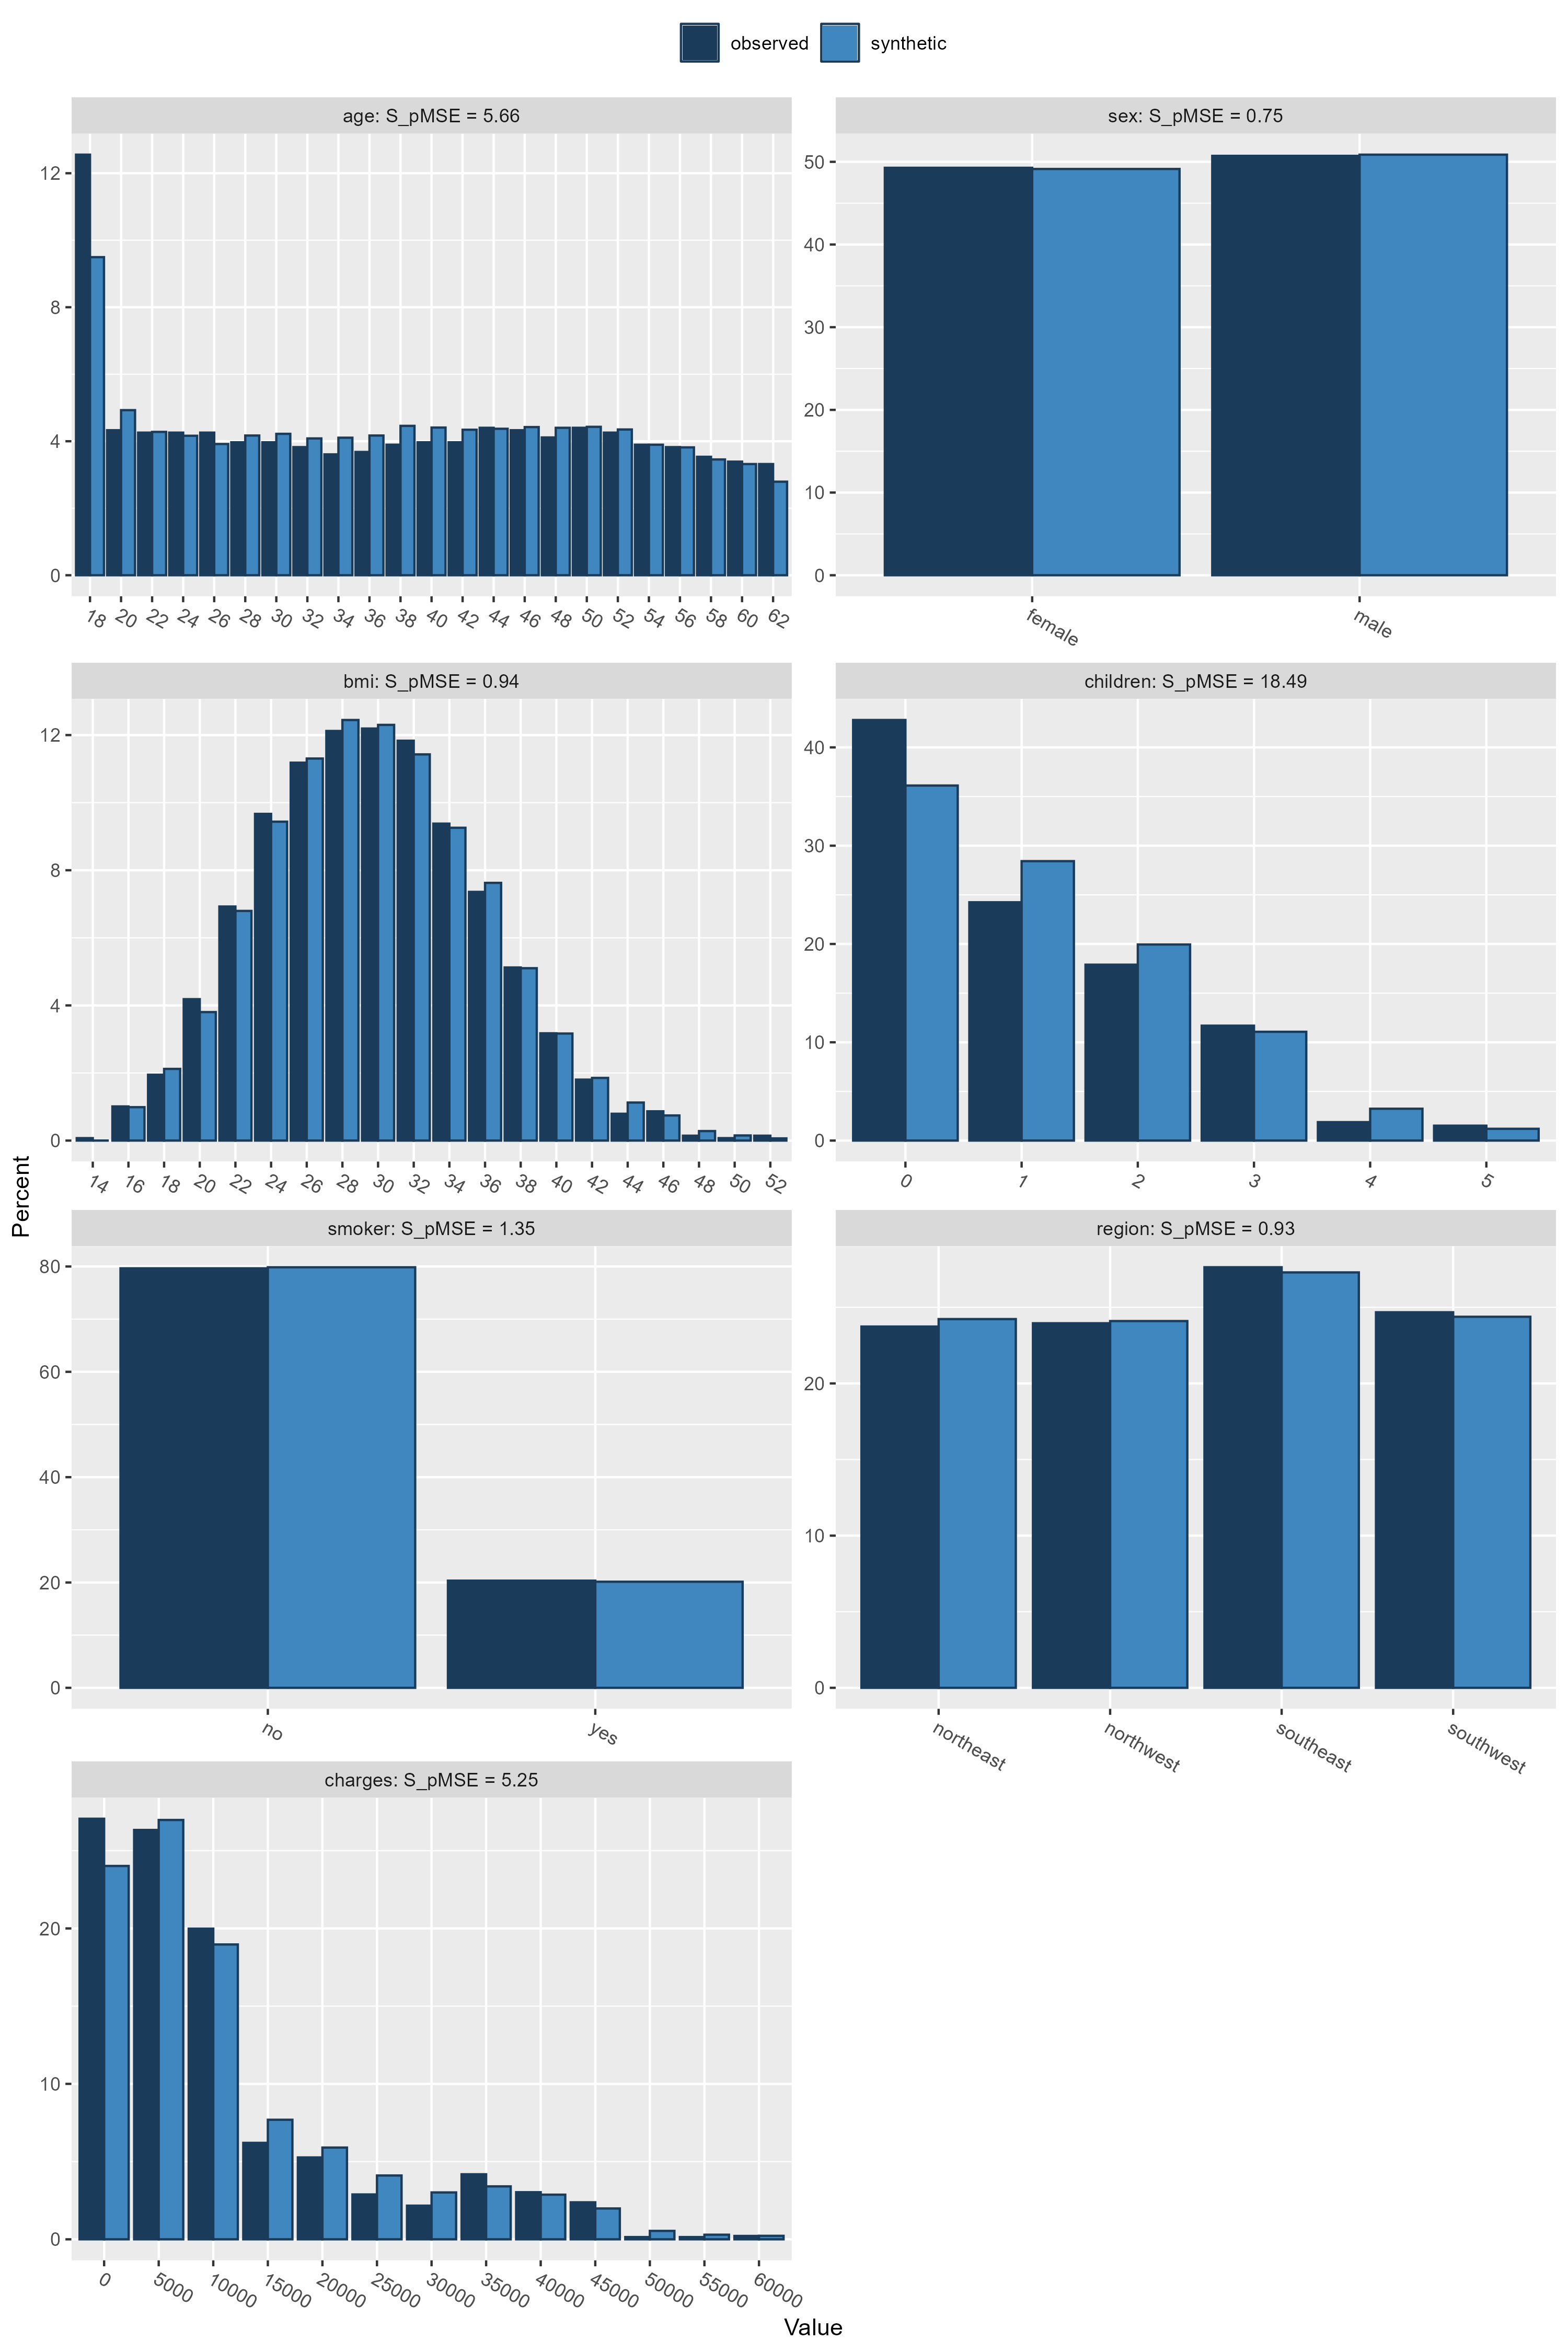 observed synthetic
age: S_pMSE = 5.66
12
8
4
0
18 20 22 24 26 28 30 32 34 36 38 40 42 44 46 48 50 52 54 56 58 60 62
sex: S_pMSE = 0.75
50
40
30
20
10
0
female male
bmi: S_pMSE = 0.94
12
8
4
0
14 16 18 20 22 24 26 28 30 32 34 36 38 40 42 44 46 48 50 52
children: S_pMSE = 18.49
40
30
20
10
0
0 1 2 3 4 5
Percent
smoker: S_pMSE = 1.35
80
60
40
20
0
no yes
region: S_pMSE = 0.93
20
10
0
northeast northwest southeast southwest
charges: S_pMSE = 5.25
20
10
0
0 5000 10000 15000 20000 25000 30000 35000 40000 45000 50000 55000 60000
Value